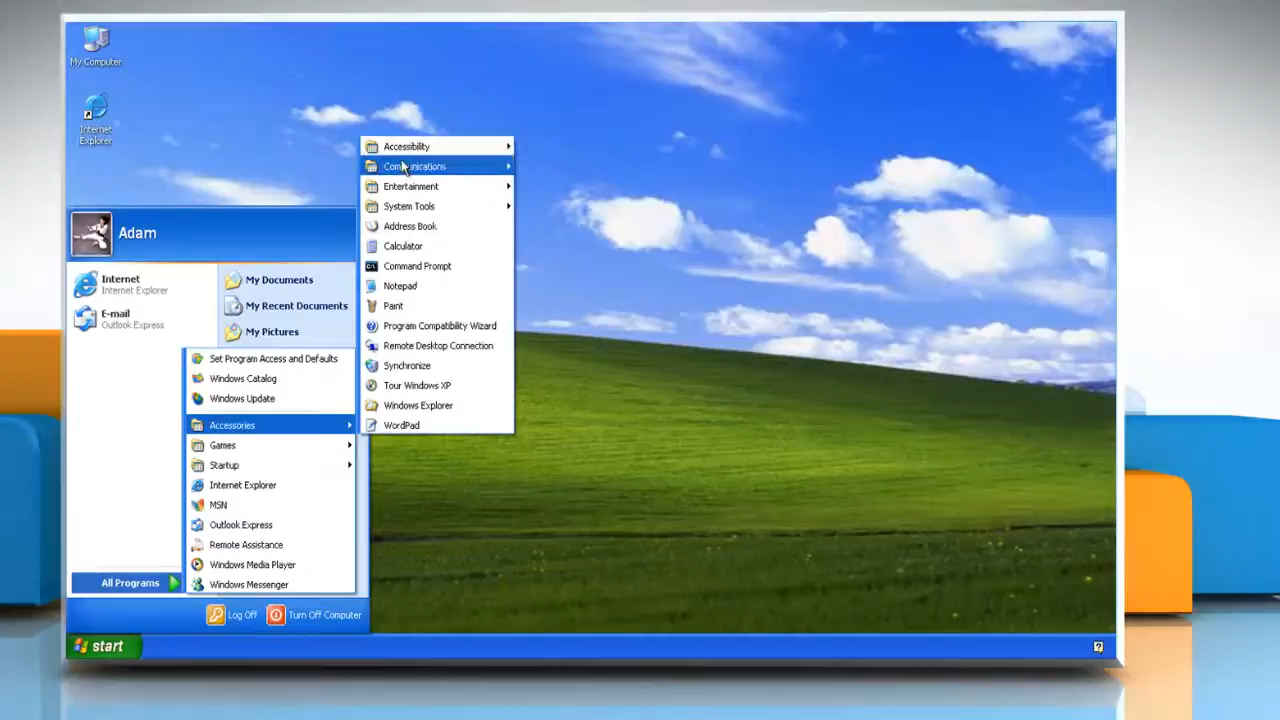 My Computer
Internet
Explorer
Adam
Internet
Internet Explorer
E-mail
Outlook Express
My Documents
My Recent Documents
My Pictures
Set Program Access and Defaults
Windows Catalog
Windows Update
Accessories
Games
Startup
Internet Explorer
MSN
Outlook Express
Remote Assistance
Windows Media Player
Windows Messenger
Accessibility
Communications
Entertainment
System Tools
Address Book
Calculator
Command Prompt
Notepad
Paint
Program Compatibility Wizard
Remote Desktop Connection
Synchronize
Tour Windows XP
Windows Explorer
WordPad
All Programs
Log Off
Turn Off Computer
start